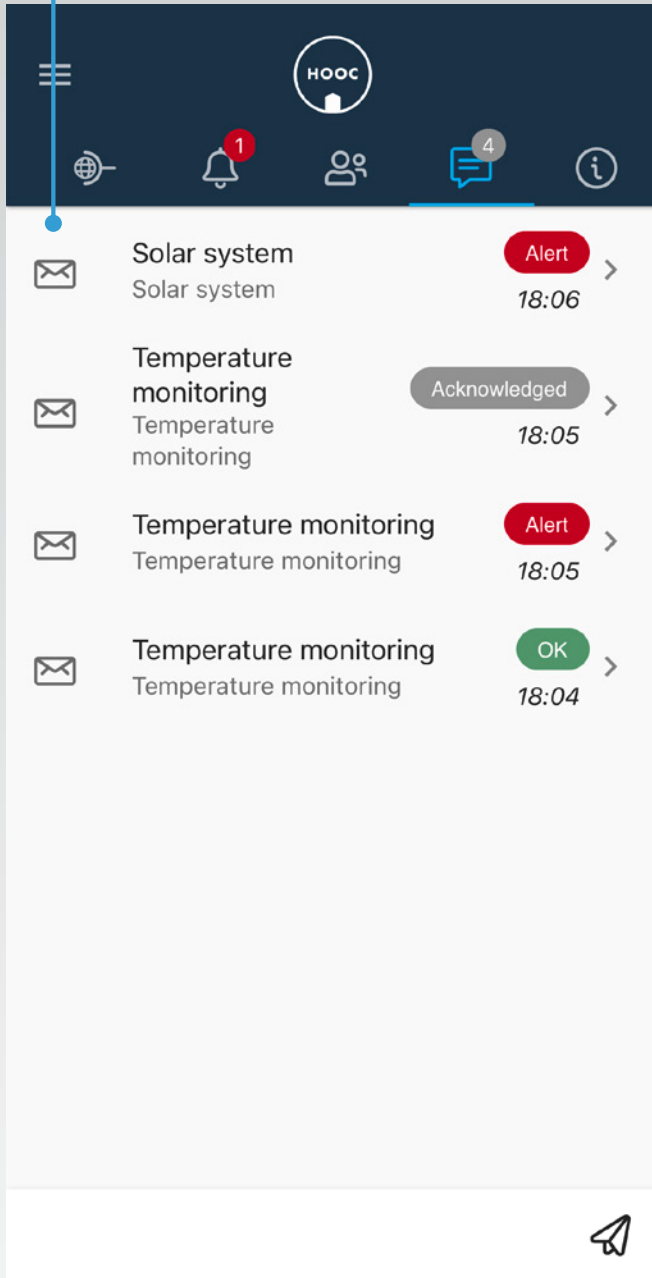 HOOC
1
4
Solar system
Alert
Solar system
18:06
Temperature
monitoring
Acknowledged
Temperature
monitoring
18:05
Temperature monitoring
Alert
Temperature monitoring
18:05
Temperature monitoring
OK
Temperature monitoring
18:04